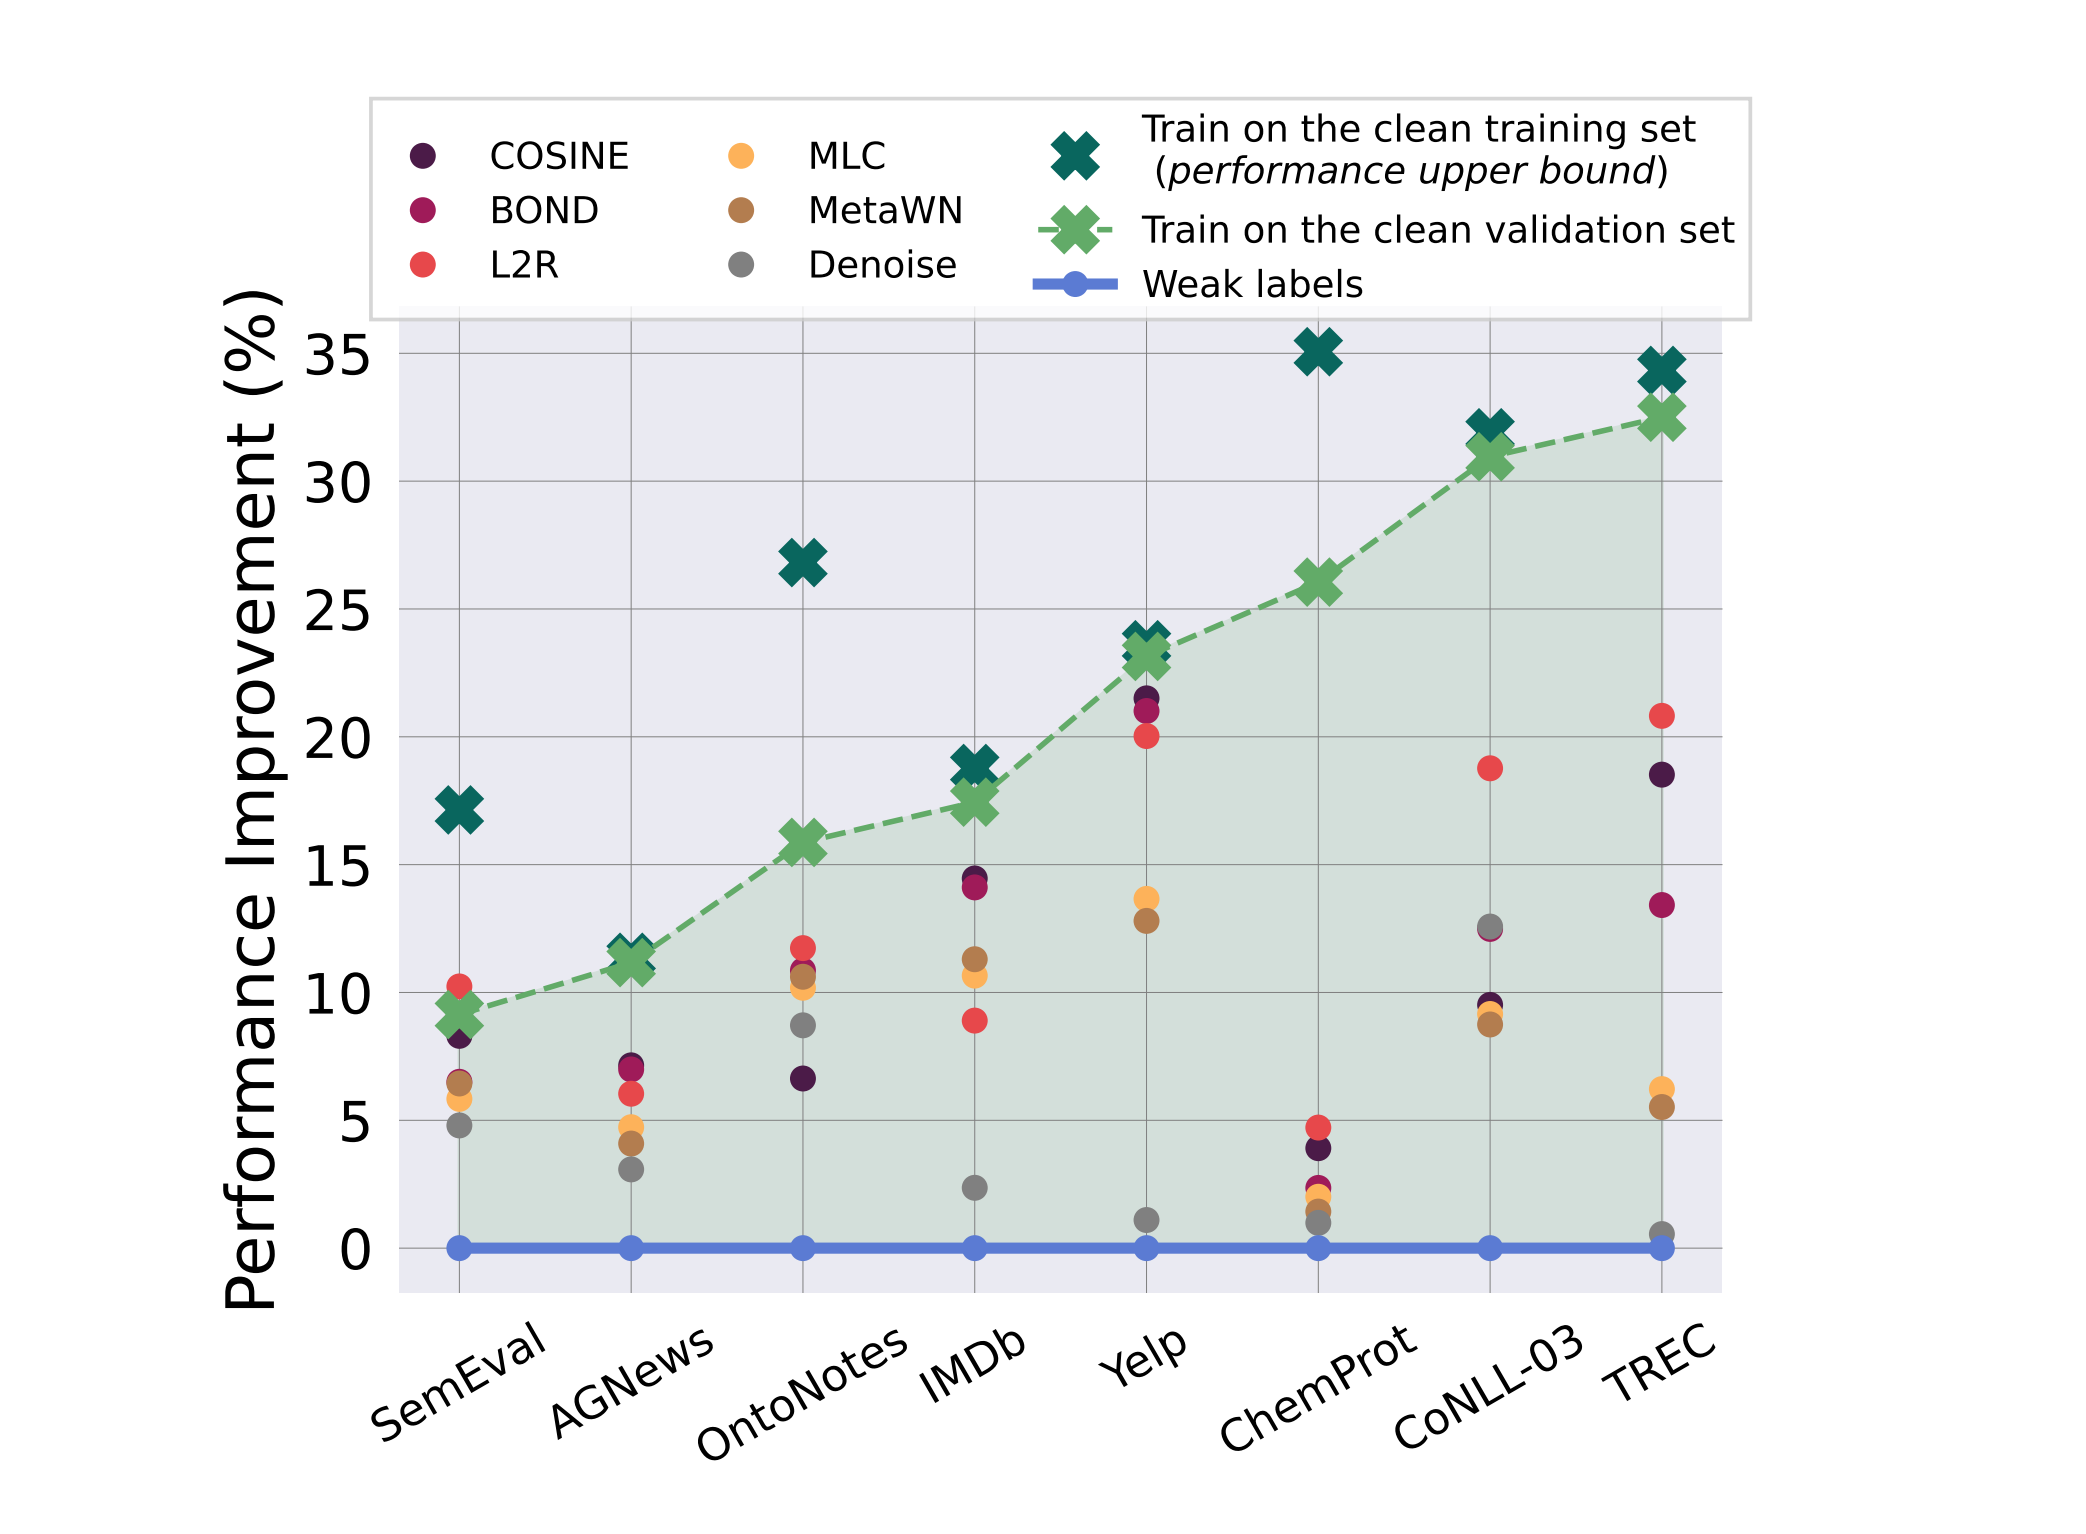 COSINE
BOND
L2R
MLC
MetaWN
Denoise
Train on the clean training set
(performance upper bound)
Train on the clean validation set
Weak labels
Performance Improvement (%)
35
30
25
20
15
10
5
0
SemEval
AGNews
OntoNotes
IMDb
Yelp
ChemProt
CoNLL-03
TREC